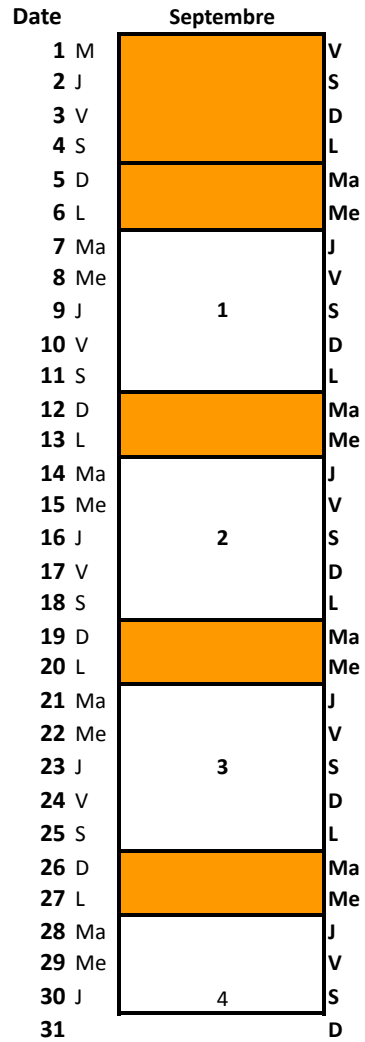 Date Septembre
1 M V
2 J S
3 V D
4 S L
5 D Ma
6 L Me
7 Ma J
8 Me V
9 J 1 S
10 V D
11 S L
12 D Ma
13 L Me
14 Ma J
15 Me V
16 J 2 S
17 V D
18 S L
19 D Ma
20 L Me
21 Ma J
22 Me V
23 J 3 S
24 V D
25 S L
26 D Ma
27 L Me
28 Ma J
29 Me V
30 J 4 S
31 D